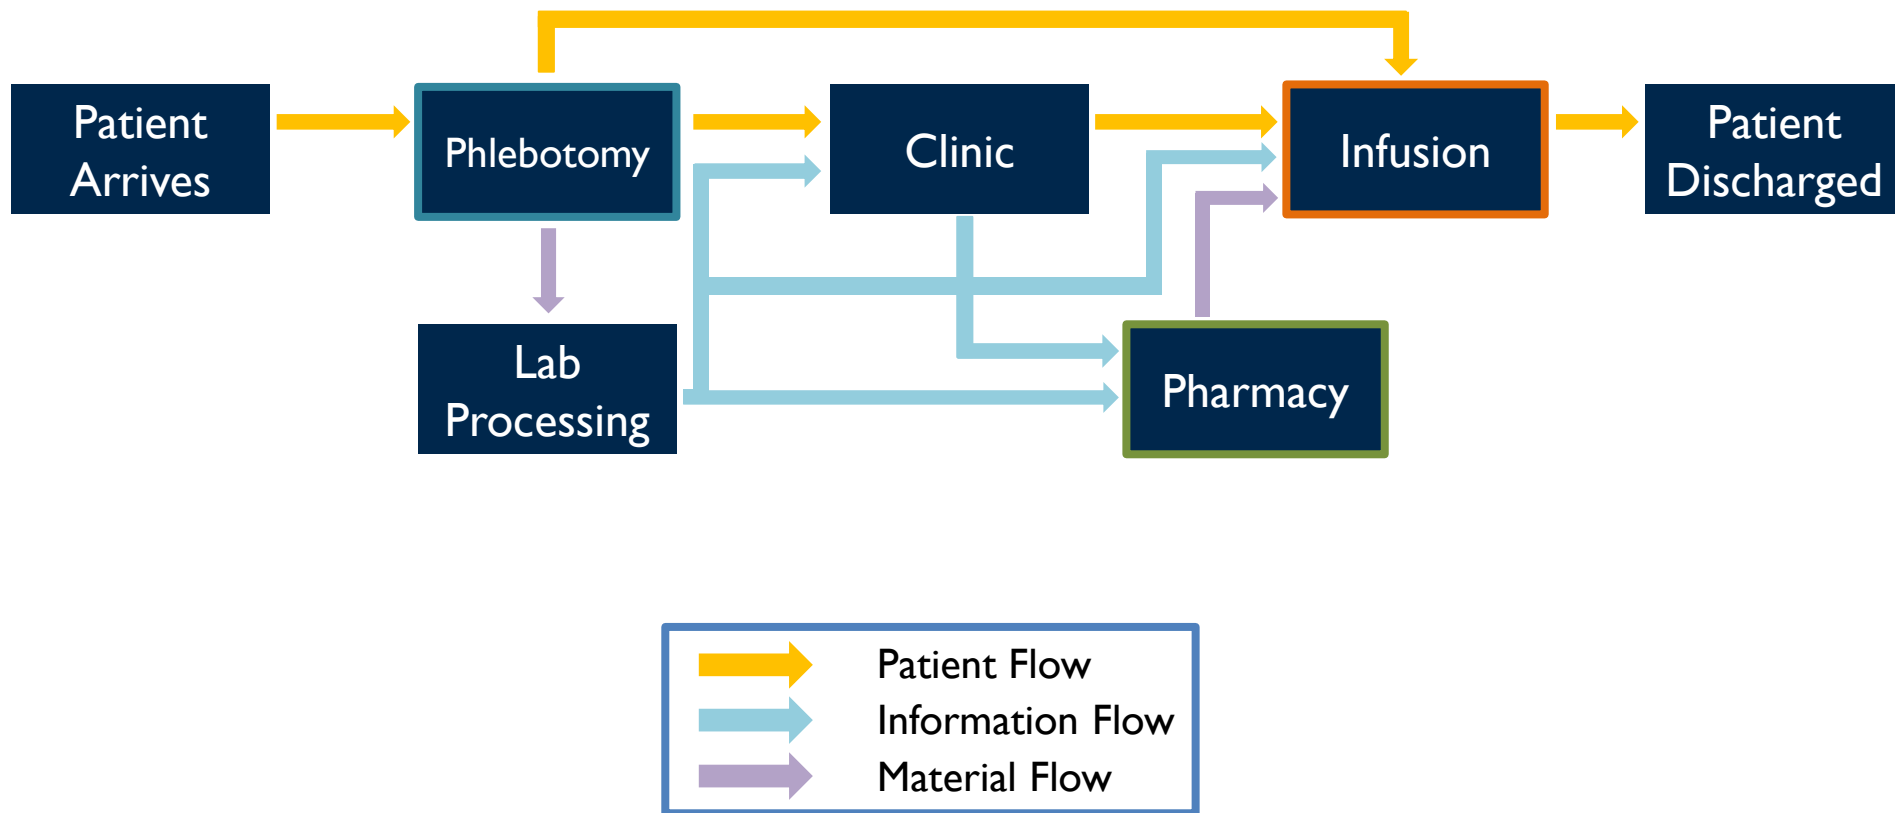 Patient
Arrives
Phlebotomy
Clinic
Infusion
Patient
Discharged
Lab
Processing
Pharmacy
Patient Flow
Information Flow
Material Flow